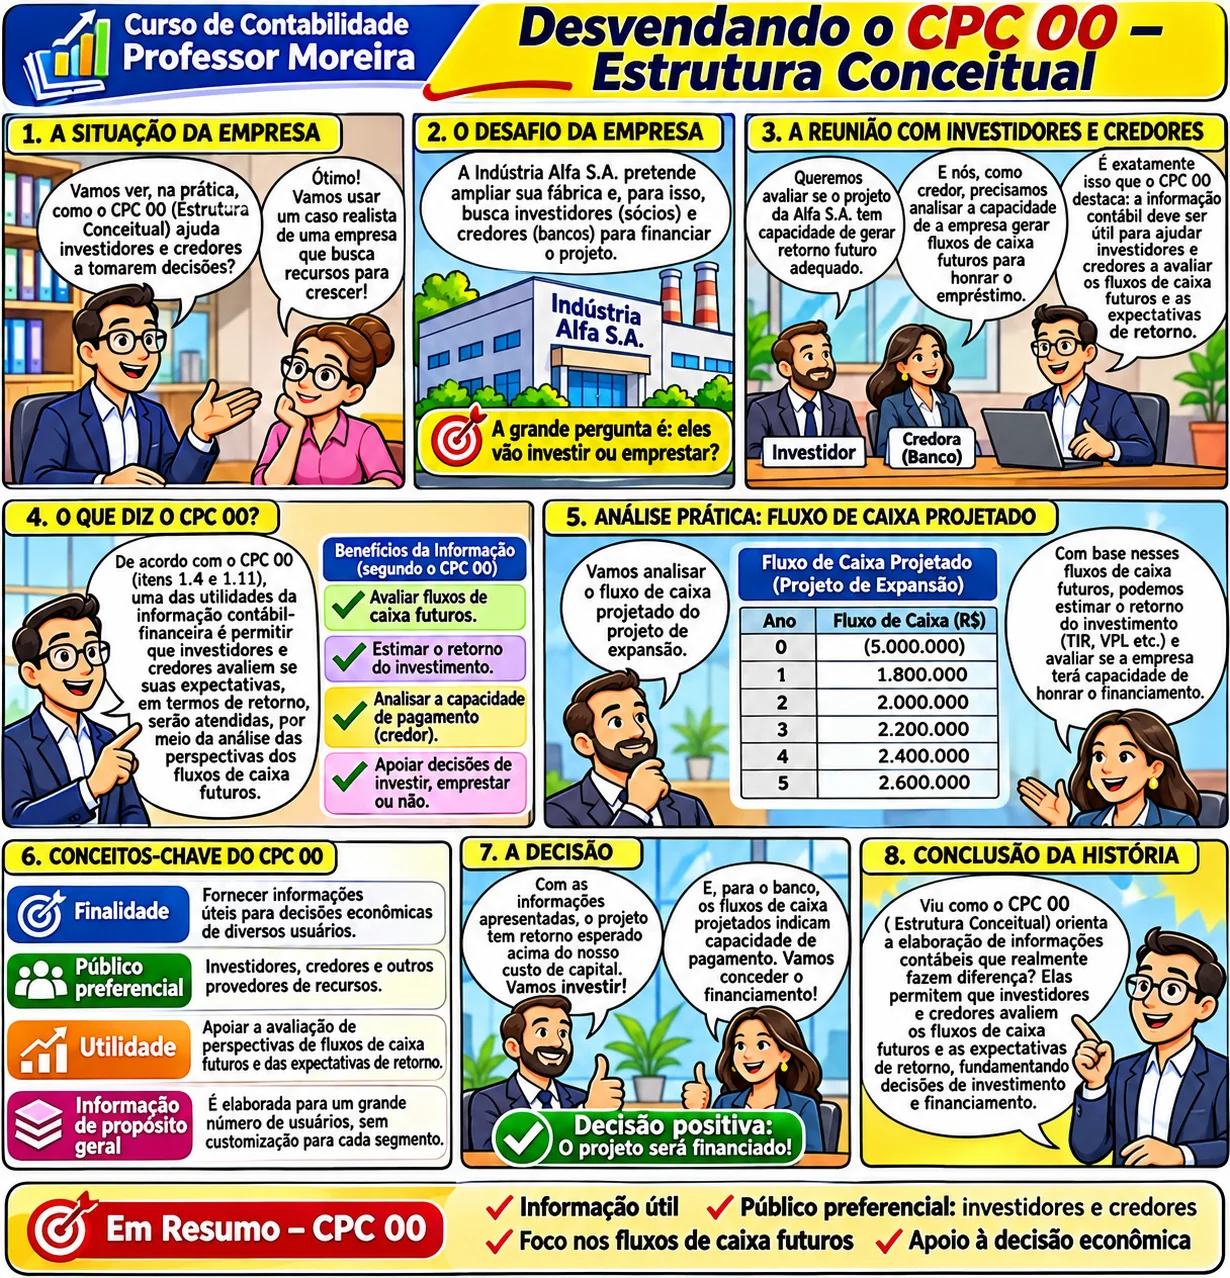 Curso de Contabilidade
Professor Moreira
Desvendando o CPC 00 –
Estrutura Conceitual
1. A SITUAÇÃO DA EMPRESA
Vamos ver, na prática,
como o CPC 00 (Estrutura
Conceitual) ajuda
investidores e credores
a tomarem decisões?
Ótimo!
Vamos usar
um caso realista
de uma empresa
que busca
recursos para
crescer!
2. O DESAFIO DA EMPRESA
A Indústria Alfa S.A. pretende
ampliar sua fábrica e, para isso,
busca investidores (sócios) e
credores (bancos) para financiar
o projeto.
Indústria
Alfa S.A.
A grande pergunta é: eles
vão investir ou emprestar?
3. A REUNIÃO COM INVESTIDORES E CREDORES
Queremos
avaliar se o projeto
da Alfa S.A. tem
capacidade de gerar
retorno futuro
adequado.
E nós, como
credor, precisamos
analisar a capacidade
de a empresa gerar
fluxos de caixa
futuros para
honrar o
empréstimo.
É exatamente
isso que o CPC 00
destaca: a informação
contábil deve ser
útil para ajudar
investidores e
credores a avaliar
os fluxos de caixa
futuros e as
expectativas
de retorno.
Investidor
Credora
(Banco)
4. O QUE DIZ O CPC 00?
De acordo com o CPC 00
(itens 1.4 e 1.11),
uma das utilidades da
informação contábil-
financeira é permitir
que investidores e
credores avaliem se
suas expectativas,
em termos de retorno,
serão atendidas, por
meio da análise das
perspectivas dos
fluxos de caixa
futuros.
Benefícios da Informação
(segundo o CPC 00)
Avaliar fluxos de
caixa futuros.
Estimar o retorno
do investimento.
Analisar a capacidade
de pagamento
(credor).
Apoiar decisões de
investir, emprestar
ou não.
5. ANÁLISE PRÁTICA: FLUXO DE CAIXA PROJETADO
Vamos analisar
o fluxo de caixa
projetado do
projeto de
expansão.
Fluxo de Caixa Projetado
(Projeto de Expansão)
Ano Fluxo de Caixa (R$)
0 (5.000.000)
1 1.800.000
2 2.000.000
3 2.200.000
4 2.400.000
5 2.600.000
Com base nesses
fluxos de caixa
futuros, podemos
estimar o retorno
do investimento
(TIR, VPL etc.) e
avaliar se a empresa
terá capacidade de
honrar o financiamento.
6. CONCEITOS-CHAVE DO CPC 00
Finalidade
Fornecer informações
úteis para decisões econômicas
de diversos usuários.
Público
preferencial
Investidores, credores e outros
provedores de recursos.
Utilidade
Apoiar a avaliação de
perspectivas de fluxos de caixa
futuros e das expectativas de retorno.
Informação
de propósito
geral
É elaborada para um grande
número de usuários, sem
customização para cada segmento.
7. A DECISÃO
Com as
informações
apresentadas, o projeto
tem retorno esperado
acima do nosso
custo de capital.
Vamos investir!
E, para o banco,
os fluxos de caixa
projetados indicam
capacidade de
pagamento. Vamos
conceder o
financiamento!
Decisão positiva:
O projeto será financiado!
8. CONCLUSÃO DA HISTÓRIA
Viu como o CPC 00
( Estrutura Conceitual) orienta
a elaboração de informações
contábeis que realmente
fazem diferença? Elas
permitem que investidores
e credores avaliem
os fluxos de caixa
futuros e as expectativas
de retorno, fundamentando
decisões de investimento
e financiamento.
Em Resumo – CPC 00
Informação útil
Público preferencial: investidores e credores
Foco nos fluxos de caixa futuros
Apoio à decisão econômica